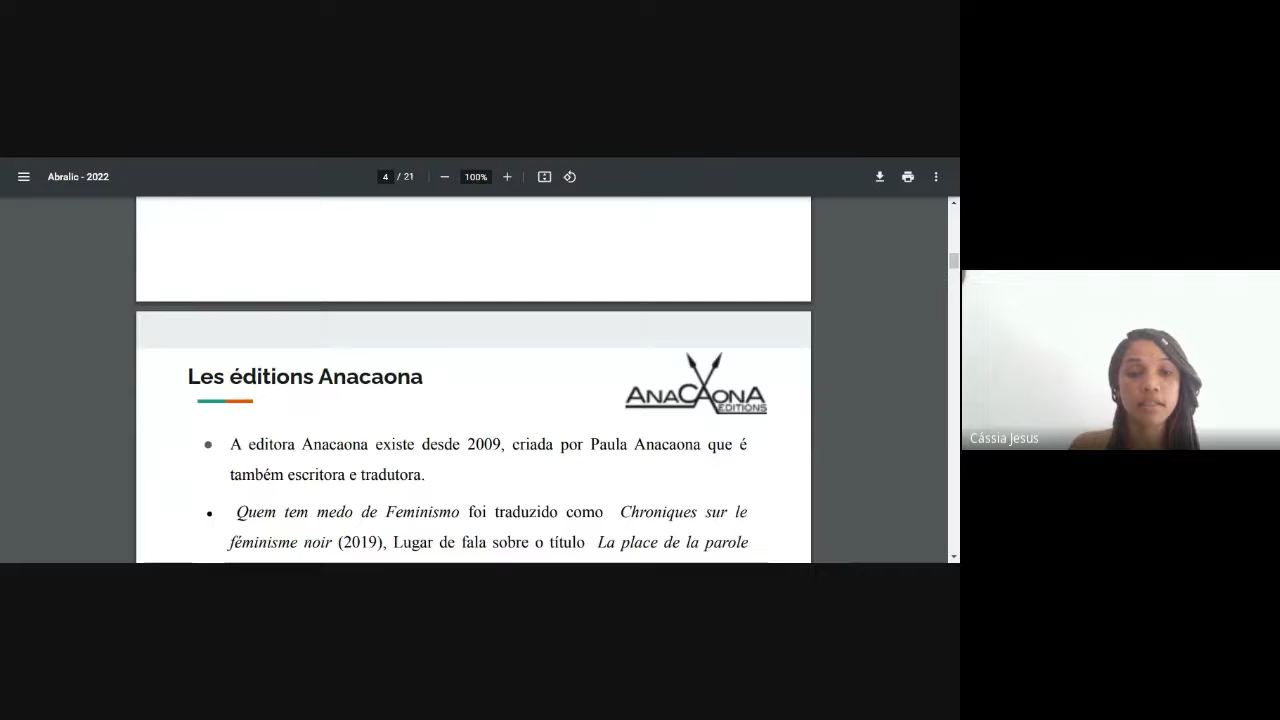 Abralic - 2022
4 / 21
100%
Les éditions Anacaona
ANACAONA
EDITIONS
A editora Anacaona existe desde 2009, criada por Paula Anacaona que é
também escritora e tradutora.
Quem tem medo de Feminismo foi traduzido como Chroniques sur le
féminisme noir (2019), Lugar de fala sobre o título La place de la parole
Cássia Jesus